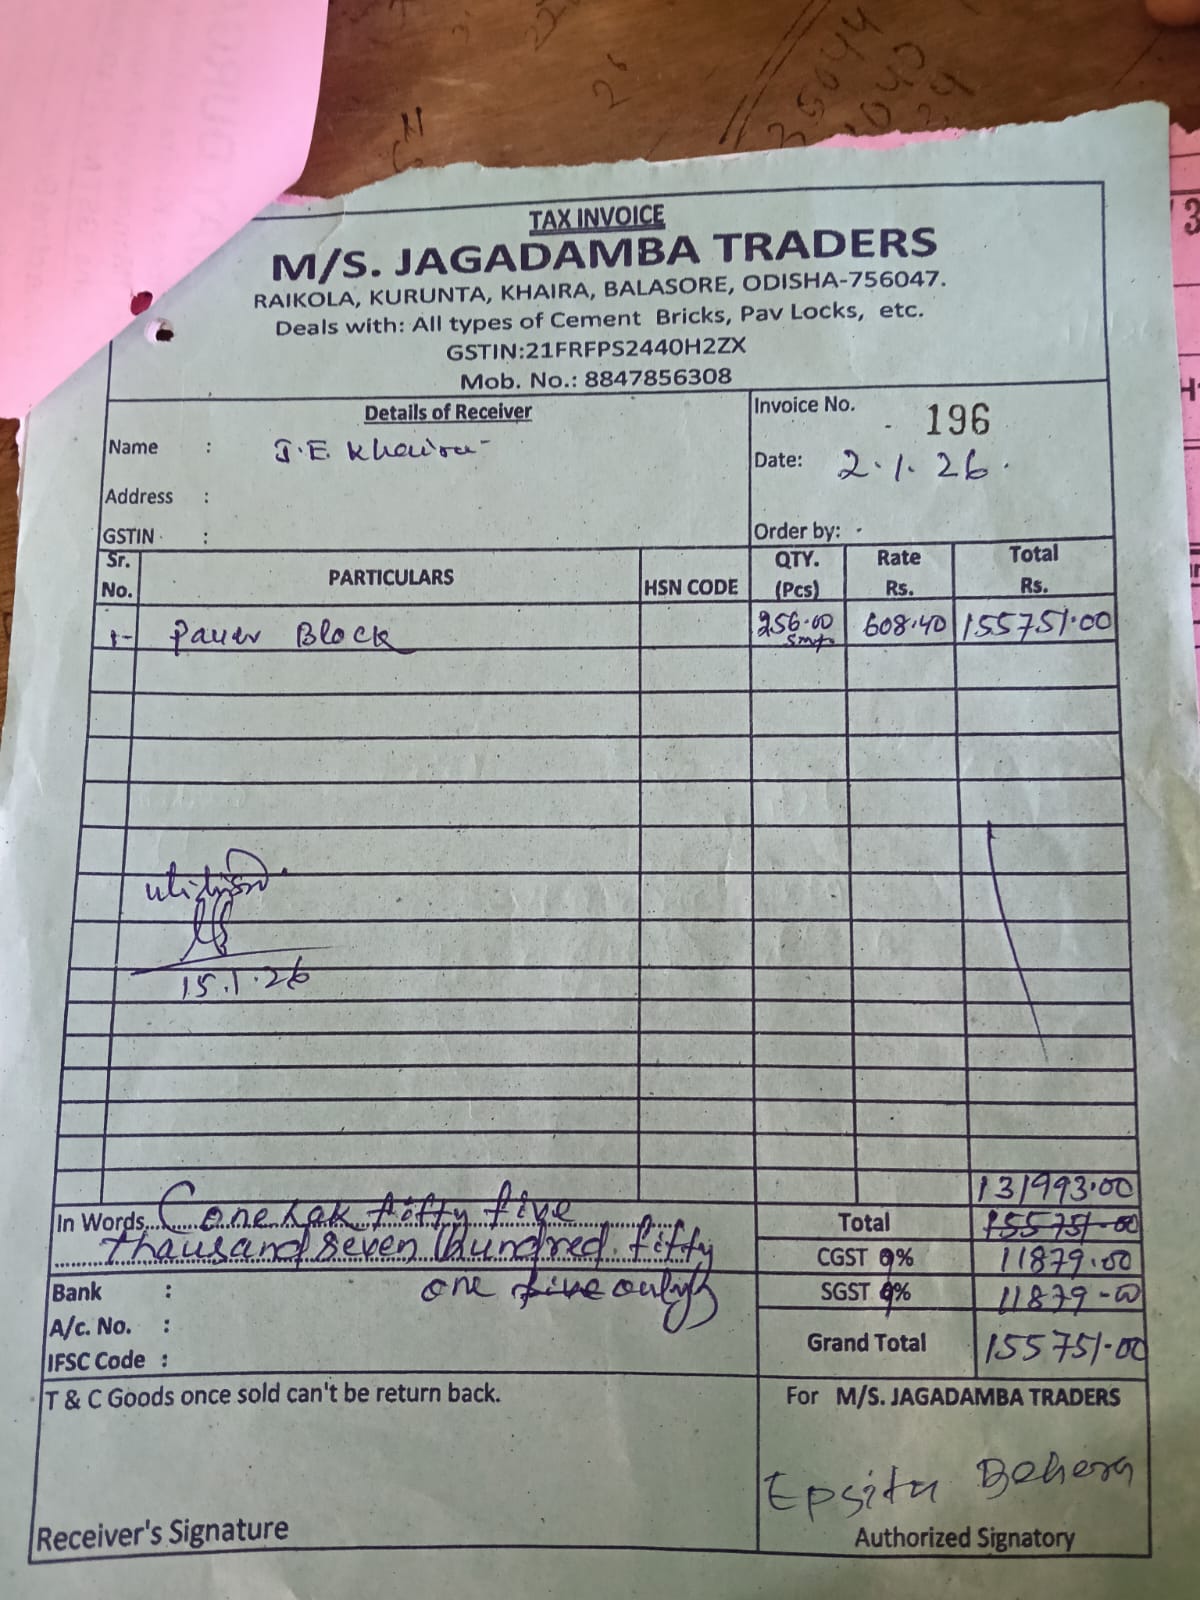 TAX INVOICE
M/S. JAGADAMBA TRADERS
RAIKOLA, KURUNTA, KHAIRA, BALASORE, ODISHA-756047.
Deals with: All types of Cement Bricks, Pav Locks, etc.
GSTIN:21FRFPS2440H2ZX
Mob. No.: 8847856308
Details of Receiver
Name : J.E. Khaira
Address :
GSTIN :
Invoice No. 196
Date: 2.1.26.
Order by:
Sr. No. PARTICULARS HSN CODE QTY. (Pcs) Rate Rs. Total Rs.
1- Paver Block 256.00 608.40 155751.00
15.1.26
131993.00
In Words... One Lak fifty five
thausand seven hundred fifty
one five only
Total 155751-00
CGST 9% 11879.00
SGST 9% 11879-00
Grand Total 155751-00
Bank :
A/c. No. :
IFSC Code :
T & C Goods once sold can't be return back.
For M/S. JAGADAMBA TRADERS
Epsita Behera
Receiver's Signature
Authorized Signatory